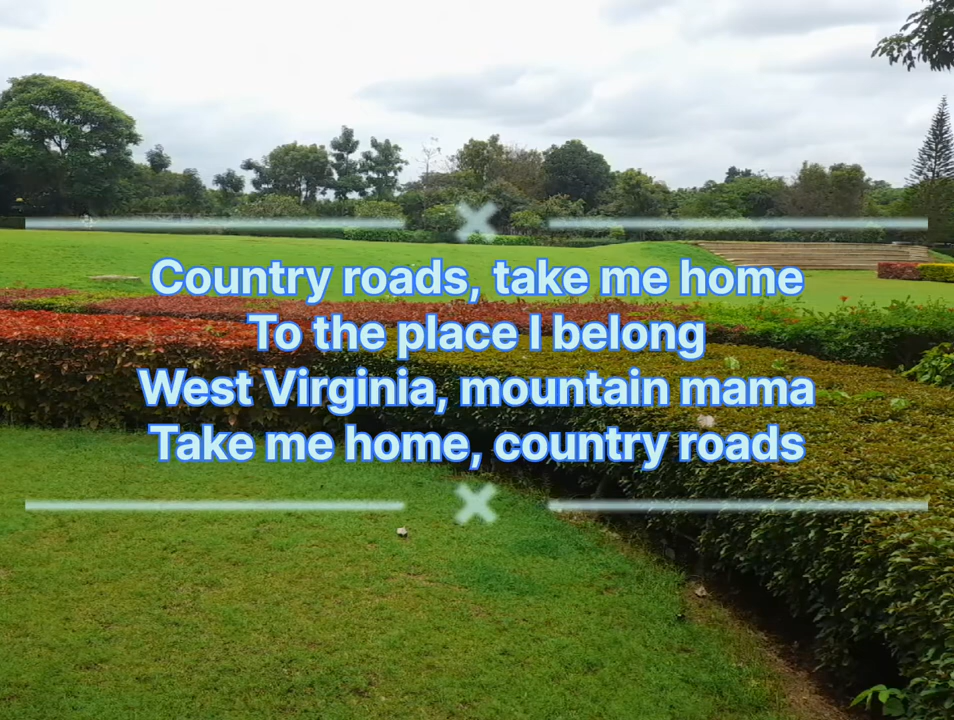 Country roads, take me home
To the place I belong
West Virginia, mountain mama
Take me home, country roads